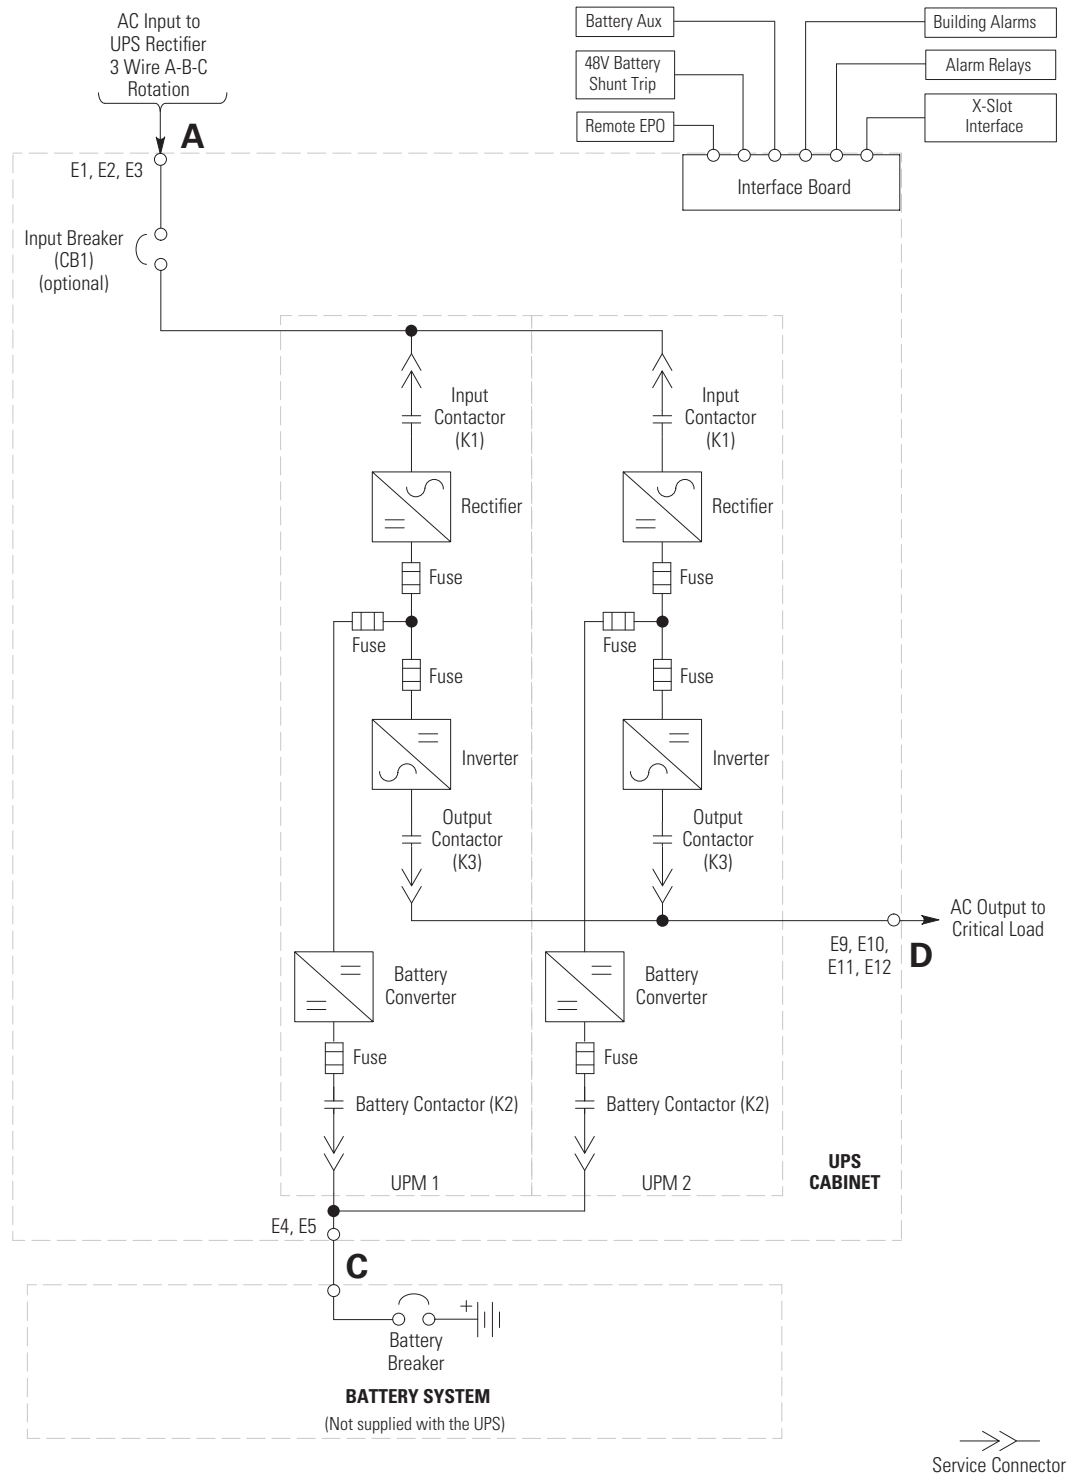 AC Input to
UPS Rectifier
3 Wire A-B-C
Rotation
A
E1, E2, E3
Battery Aux
48V Battery
Shunt Trip
Remote EPO
Building Alarms
Alarm Relays
X-Slot
Interface
Interface Board
Input Breaker
(CB1)
(optional)
Input
Contactor
(K1)
Input
Contactor
(K1)
Rectifier
Rectifier
Fuse
Fuse
Fuse
Fuse
Fuse
Fuse
Inverter
Inverter
Output
Contactor
(K3)
Output
Contactor
(K3)
AC Output to
Critical Load
E9, E10,
E11, E12
D
Battery
Converter
Battery
Converter
Fuse
Fuse
Battery Contactor (K2)
Battery Contactor (K2)
UPM 1
UPM 2
UPS
CABINET
E4, E5
C
+
Battery
Breaker
BATTERY SYSTEM
(Not supplied with the UPS)
Service Connector